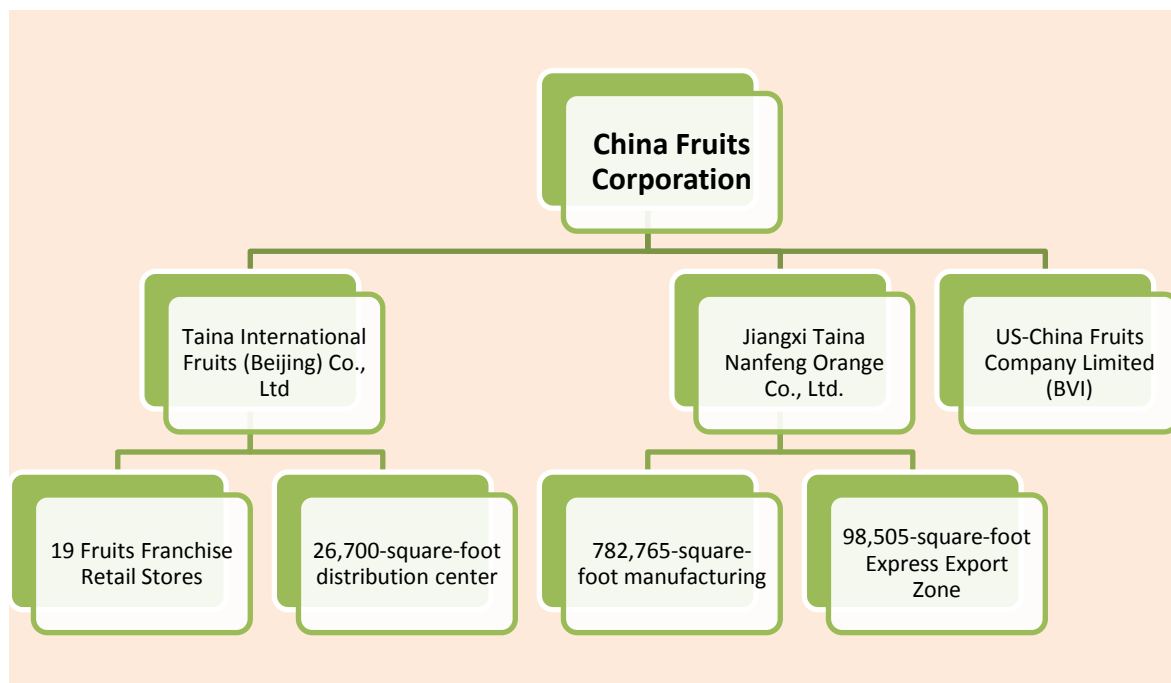 China Fruits
Corporation
Taina International
Fruits (Beijing) Co.,
Ltd
Jiangxi Taina
Nanfeng Orange
Co., Ltd.
US-China Fruits
Company Limited
(BVI)
19 Fruits Franchise
Retail Stores
26,700-square-foot
distribution center
782,765-square-
foot manufacturing
98,505-square-foot
Express Export
Zone